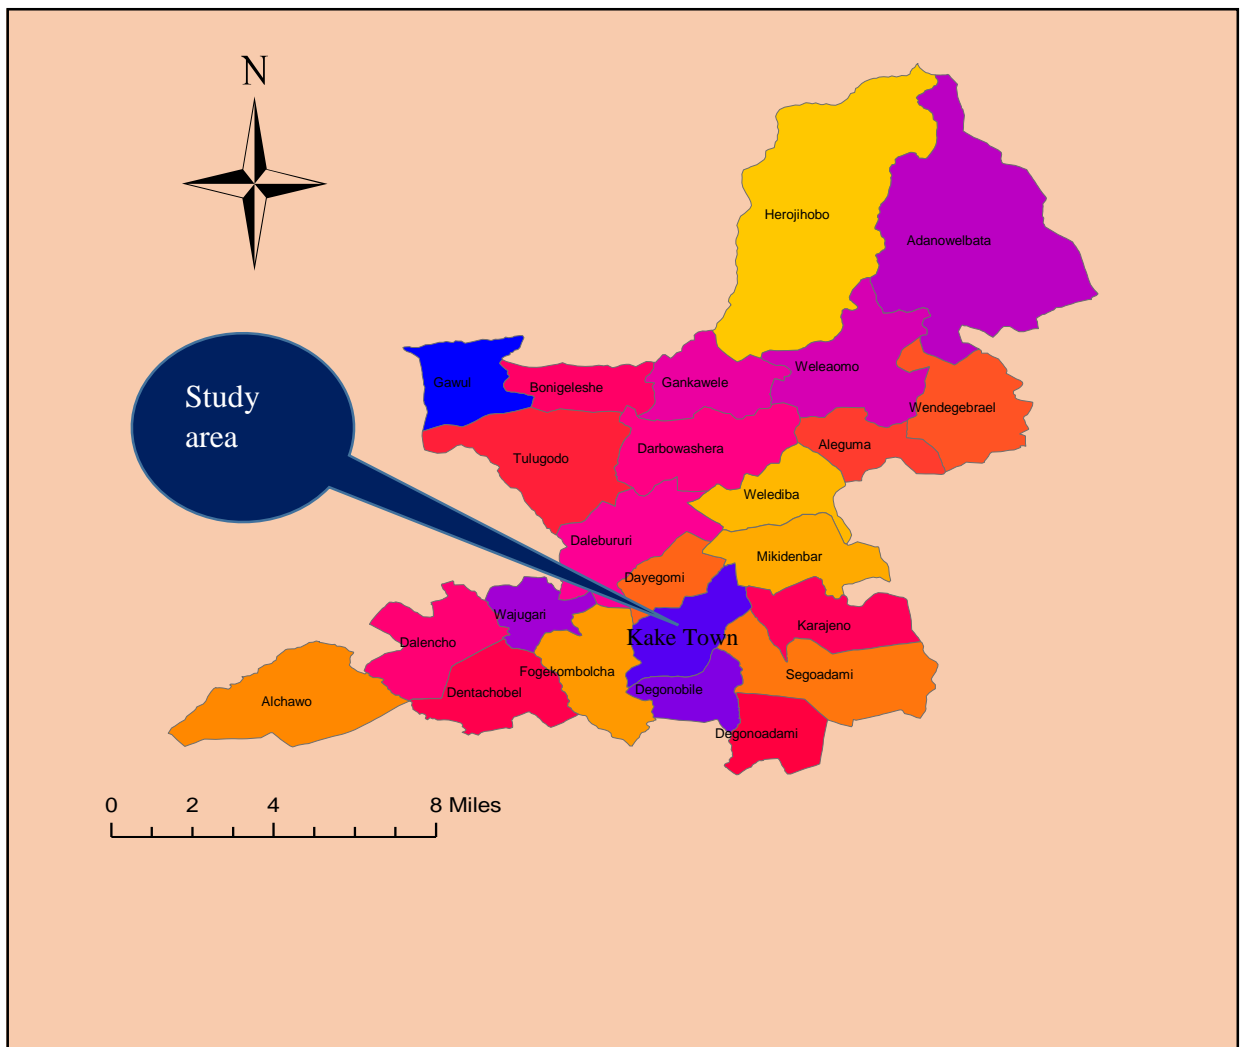 N
Herojihobo
Adanowelbata
Study
area
Gawul
Bonigeleshe
Gankawele
Weleaomo
Wendegebrael
Tulugodo
Darbowashera
Aleguma
Welediba
Dalebururi
Mikidenbar
Dayegomi
Wajugari
Kake Town
Karajeno
Dalencho
Fogekombolcha
Segoadami
Alchawo
Dentachobel
Degonobile
Degonoadami
0 2 4 8 Miles